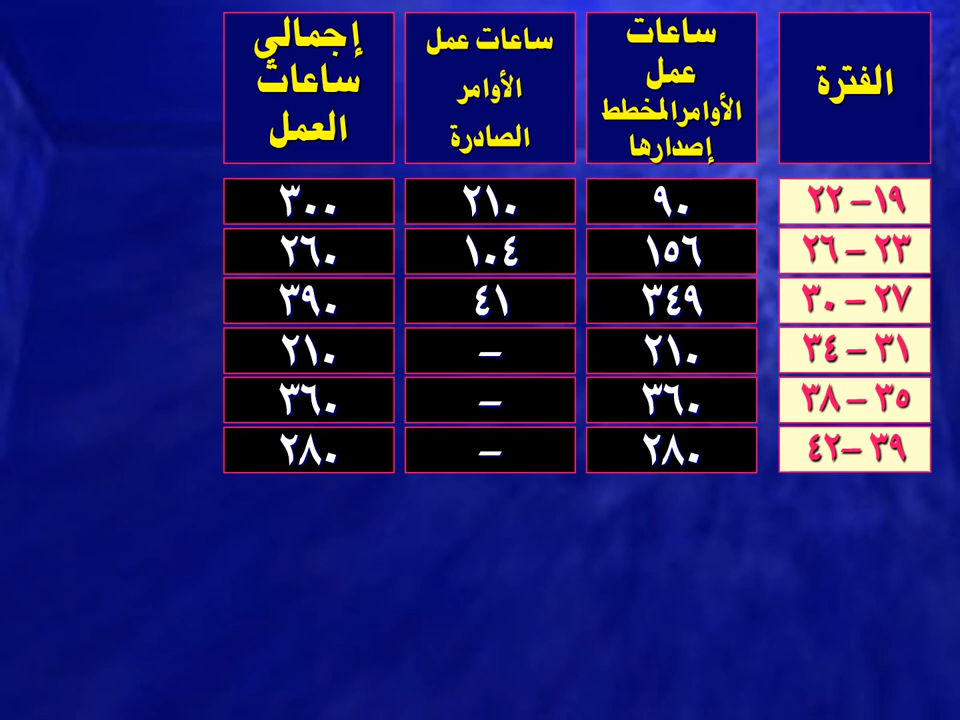 الفترة
ساعات
عمل
الأوامرالمخطط
إصدارها
ساعات عمل
الأوامر
الصادرة
إجمالي
ساعات
العمل
١٩– ٢٢ ٩٠ ٢١٠ ٣٠٠
٢٣ – ٢٦ ١٥٦ ١٠٤ ٢٦٠
٢٧ – ٣٠ ٣٤٩ ٤١ ٣٩٠
٣١ – ٣٤ ٢١٠ – ٢١٠
٣٥ – ٣٨ ٣٦٠ – ٣٦٠
٣٩ –٤٢ ٢٨٠ – ٢٨٠